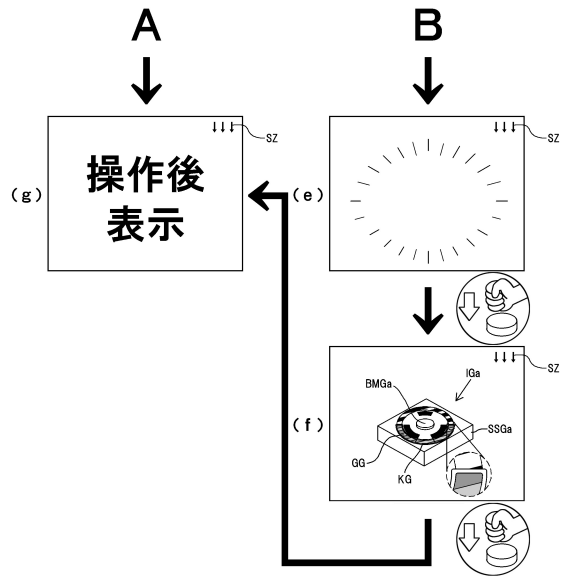 A
B
SZ
SZ
(g)
操作後
表示
(e)
SZ
IGa
BMGa
(f)
SSGa
GG
KG